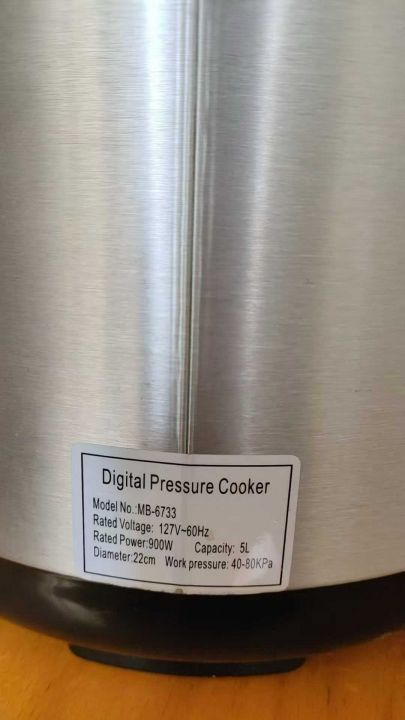 Digital Pressure Cooker
Model No.:MB-6733
Rated Voltage: 127V~60Hz
Rated Power:900W Capacity: 5L
Diameter:22cm Work pressure: 40-80KPa